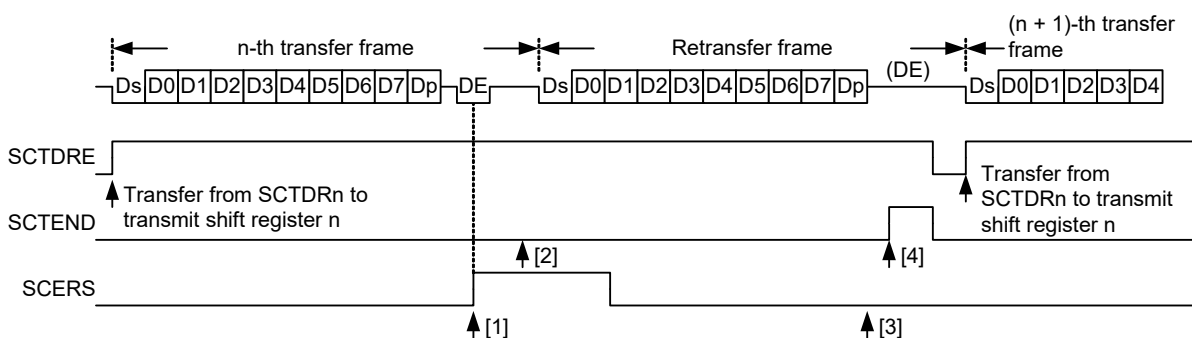 n-th transfer frame
Retransfer frame
(n + 1)-th transfer
frame
(DE)
Ds D0 D1 D2 D3 D4 D5 D6 D7 Dp DE Ds D0 D1 D2 D3 D4 D5 D6 D7 Dp Ds D0 D1 D2 D3 D4
SCTDRE
Transfer from SCTDRn to
transmit shift register n
Transfer from
SCTDRn to transmit
shift register n
SCTEND
[2]
[4]
SCERS
[1]
[3]